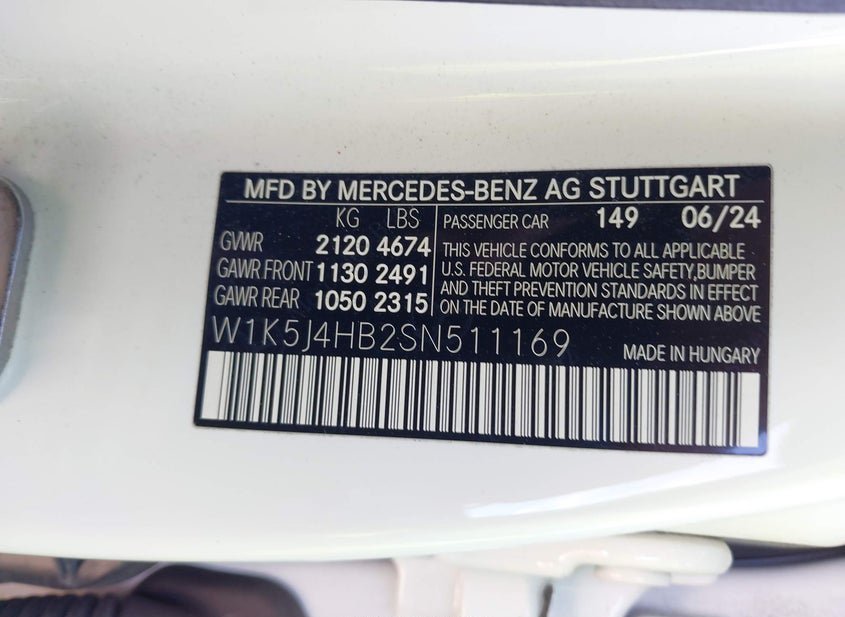 MFD BY MERCEDES-BENZ AG STUTTGART
KG LBS
GVWR 2120 4674
GAWR FRONT 1130 2491
GAWR REAR 1050 2315
PASSENGER CAR 149 06/24
THIS VEHICLE CONFORMS TO ALL APPLICABLE
U.S. FEDERAL MOTOR VEHICLE SAFETY,BUMPER
AND THEFT PREVENTION STANDARDS IN EFFECT
ON THE DATE OF MANUFACTURE SHOWN ABOVE
W1K5J4HB2SN511169
MADE IN HUNGARY